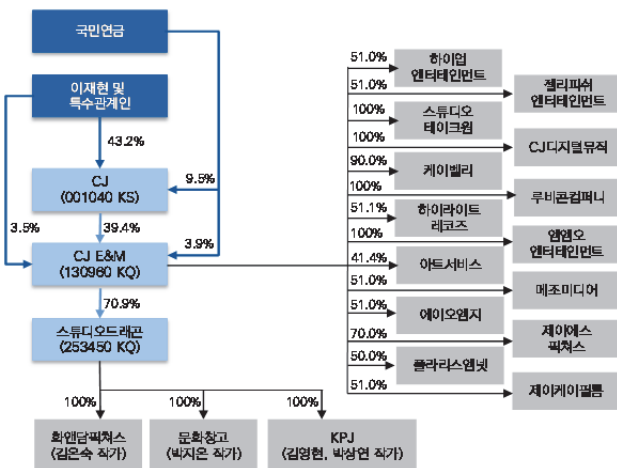 국민연금
이재현 및
특수관계인
43.2%
9.5%
CJ
(001040 KS)
3.5%
39.4%
3.9%
CJ E&M
(130960 KQ)
70.9%
스튜디오드래곤
(253450 KQ)
100%
100%
100%
화앤담픽쳐스
(김은숙 작가)
문화창고
(박지은 작가)
KPJ
(김영현, 박상연 작가)
51.0%
하이업
엔터테인먼트
51.0%
젤리피쉬
엔터테인먼트
100%
스튜디오
테이크원
100%
CJ디지털뮤직
90.0%
케이밸리
100%
루비콘컴퍼니
51.1%
하이라이트
레코즈
100%
엠엠오
엔터테인먼트
41.4%
아트서비스
51.0%
메조미디어
51.0%
에이오엠지
70.0%
제이에스
픽쳐스
50.0%
폴라리스엠넷
51.0%
제이케이필름